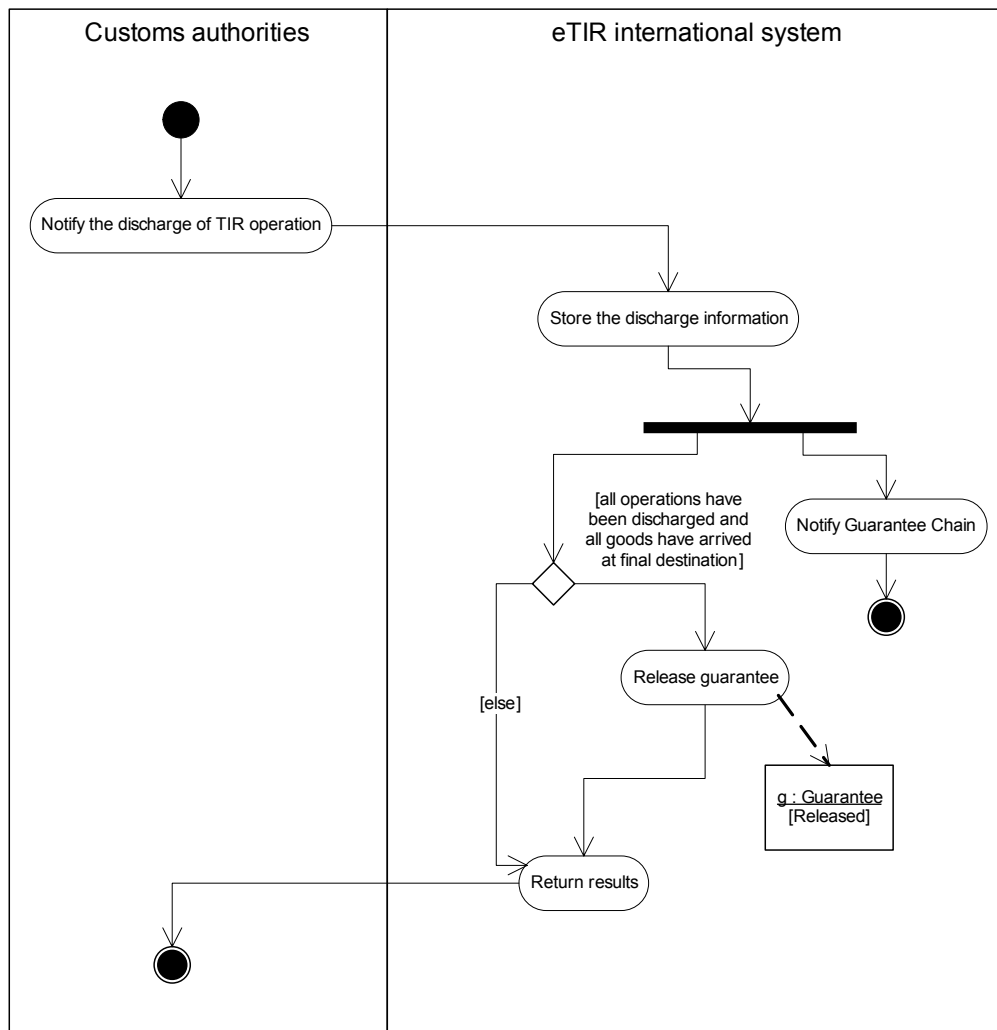 Customs authorities
eTIR international system
Notify the discharge of TIR operation
Store the discharge information
[all operations have
been discharged and
all goods have arrived
at final destination]
Notify Guarantee Chain
Release guarantee
[else]
g : Guarantee
[Released]
Return results